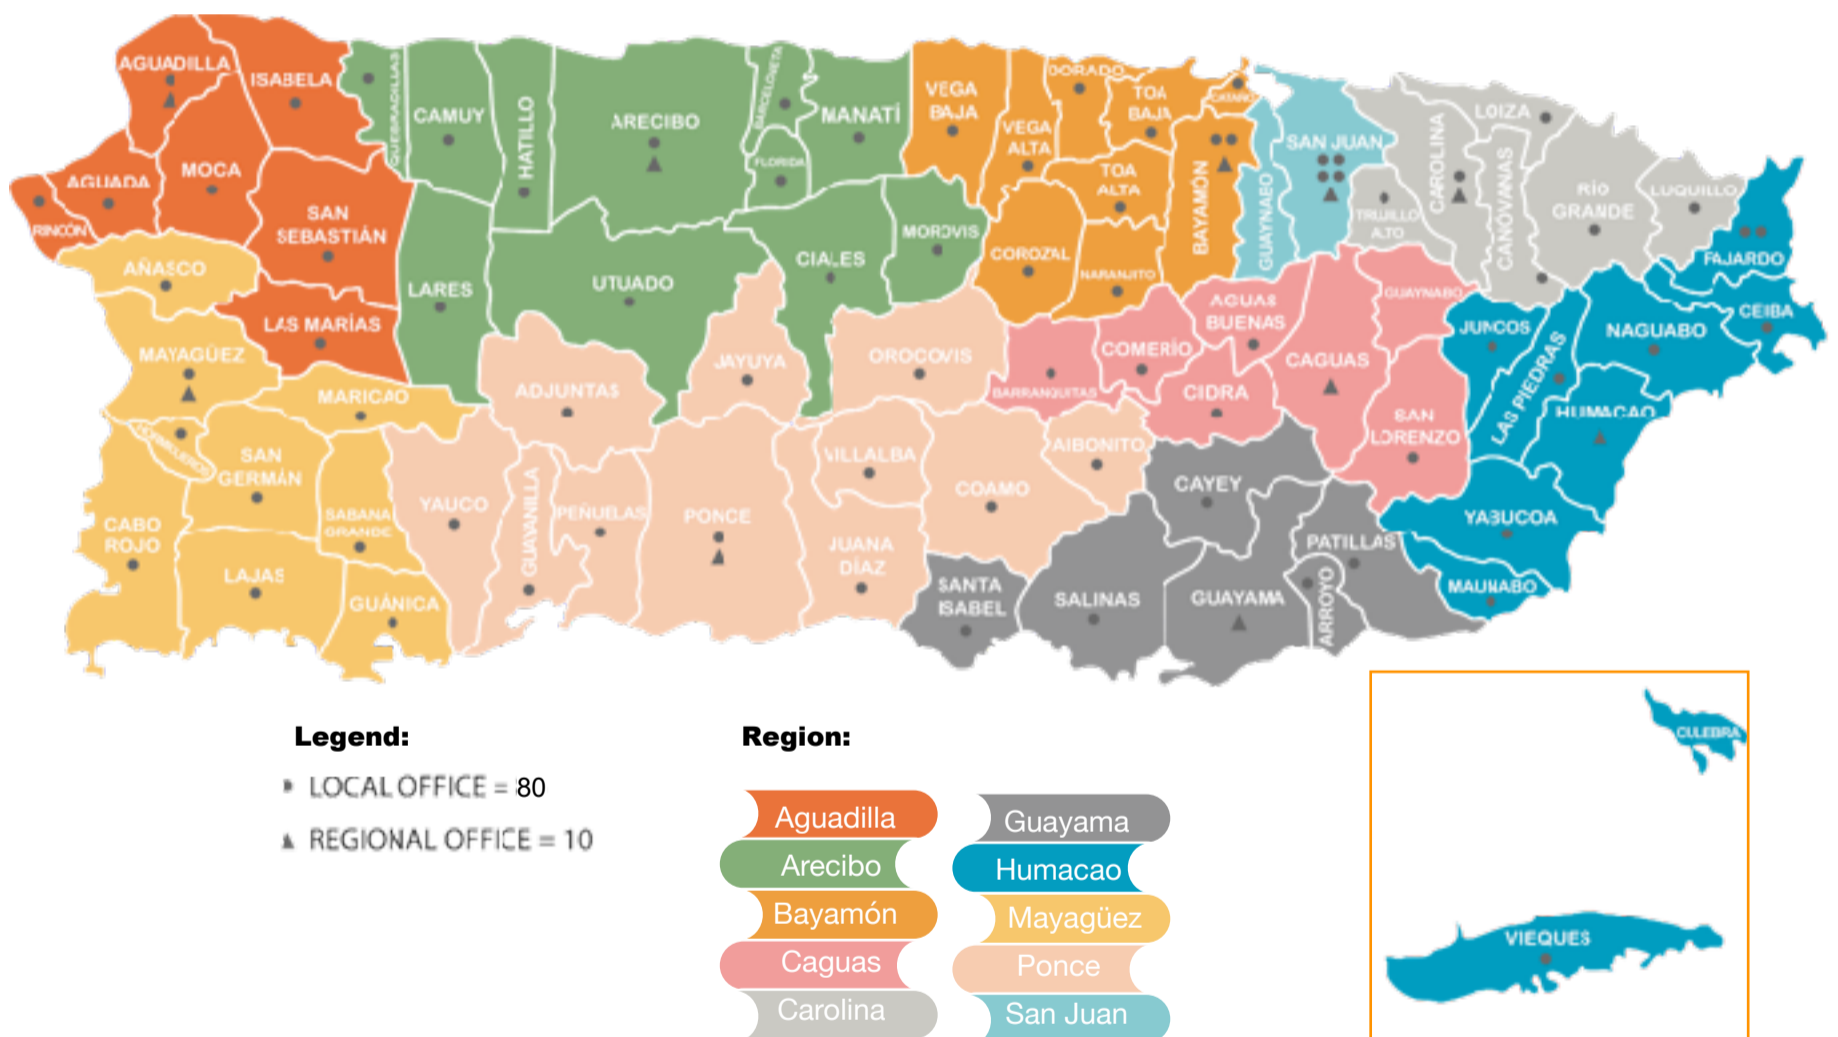 AGUADILLA
ISABELA
QUEBRADILLAS
CAMUY
HATILLO
ARECIBO
BARCELONETA
FLORIDA
MANATÍ
VEGA
BAJA
VEGA
ALTA
DORADO
TOA
BAJA
CATAÑO
TOA
ALTA
BAYAMÓN
GUAYNABO
SAN JUAN
TRUJILLO
ALTO
CAROLINA
LOIZA
CANÓVANAS
RÍO
GRANDE
LUQUILLO
FAJARDO
CEIBA
RINCÓN
AGUADA
MOCA
SAN
SEBASTIÁN
AÑASCO
LAS MARÍAS
LARES
UTUADO
CIALES
MOROVIS
COROZAL
NARANJITO
AGUAS
BUENAS
CAGUAS
GUAYNABO
JUNCOS
LAS PIEDRAS
NAGUABO
HUMACAO
MAYAGÜEZ
MARICAO
ADJUNTAS
JAYUYA
OROCOVIS
BARRANQUITAS
COMERÍO
CIDRA
SAN
LORENZO
HORMIGUEROS
SAN
GERMÁN
SABANA
GRANDE
CABO
ROJO
LAJAS
GUÁNICA
YAUCO
GUAYANILLA
PEÑUELAS
PONCE
VILLALBA
JUANA
DÍAZ
COAMO
AIBONITO
CAYEY
SANTA
ISABEL
SALINAS
GUAYAMA
ARROYO
PATILLAS
YABUCOA
MAUNABO
CULEBRA
VIEQUES
Legend:
LOCAL OFFICE = 80
REGIONAL OFFICE = 10
Region:
Aguadilla
Arecibo
Bayamón
Caguas
Carolina
Guayama
Humacao
Mayagüez
Ponce
San Juan